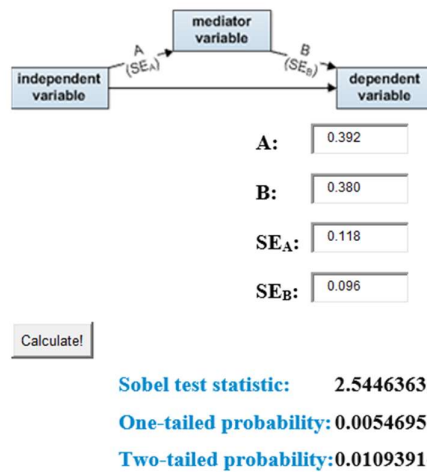 mediator
variable
A
(SEA)
B
(SEB)
independent
variable
dependent
variable
A: 0.392
B: 0.380
SEA: 0.118
SEB: 0.096
Calculate!
Sobel test statistic: 2.5446363
One-tailed probability: 0.0054695
Two-tailed probability: 0.0109391